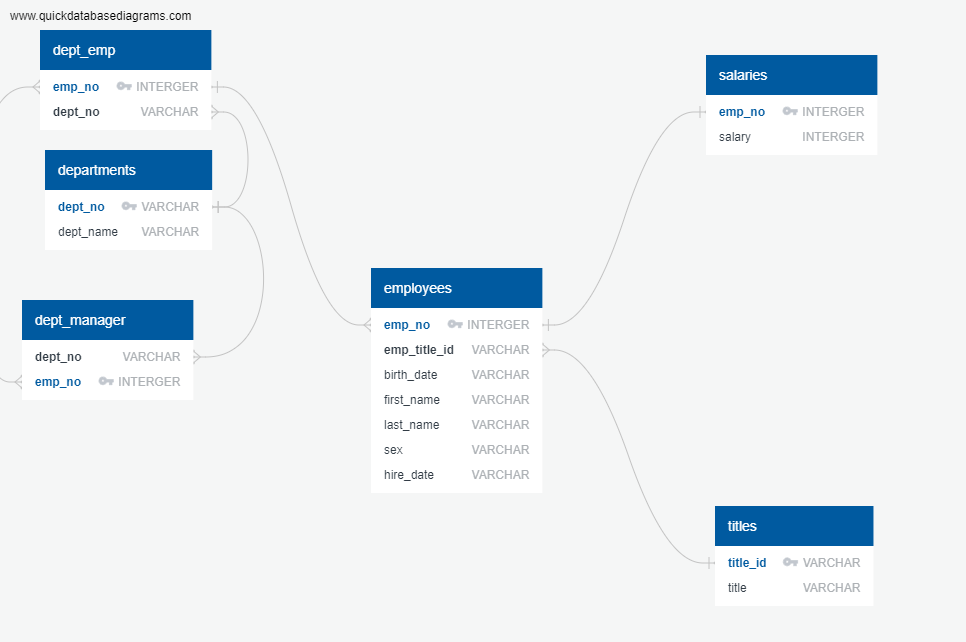 www.quickdatabasediagrams.com
dept_emp
emp_no INTERGER
dept_no VARCHAR
departments
dept_no VARCHAR
dept_name VARCHAR
dept_manager
dept_no VARCHAR
emp_no INTERGER
employees
emp_no INTERGER
emp_title_id VARCHAR
birth_date VARCHAR
first_name VARCHAR
last_name VARCHAR
sex VARCHAR
hire_date VARCHAR
salaries
emp_no INTERGER
salary INTERGER
titles
title_id VARCHAR
title VARCHAR